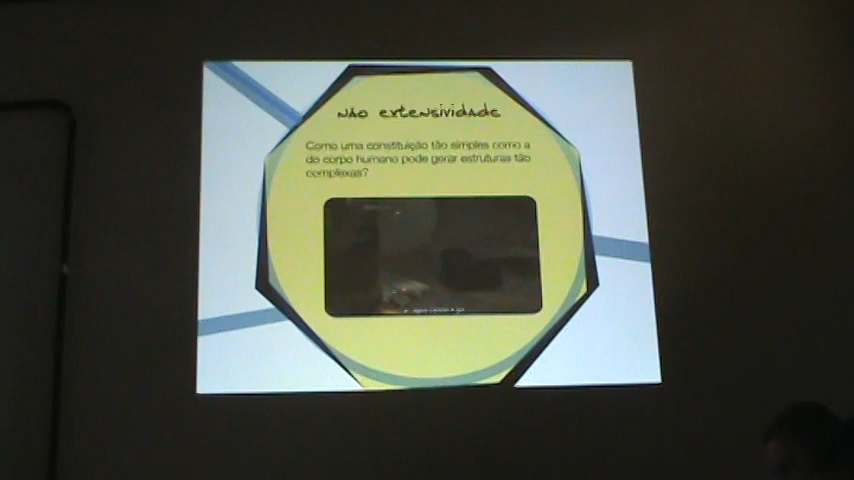 Não extensividade
Como uma constituição tão simples como a
do corpo humano pode gerar estruturas tão
complexas?